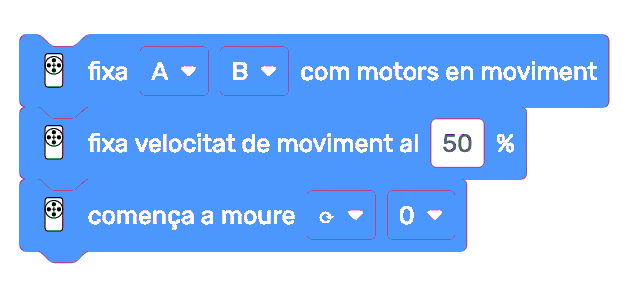 fixa A B com motors en moviment
fixa velocitat de moviment al 50 %
comença a moure ⟳ 0